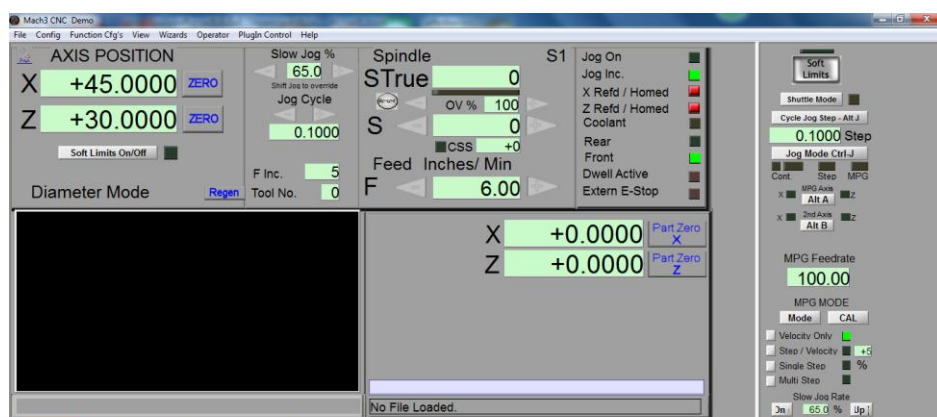 Mach3 CNC Demo
File Config Function Cfg's View Wizards Operator PlugIn Control Help
AXIS POSITION
X +45.0000 ZERO
Z +30.0000 ZERO
Soft Limits On/Off
Diameter Mode
Regen
Slow Jog %
65.0
Shift Jog to override
Jog Cycle
0.1000
F Inc. 5
Tool No. 0
Spindle S1
STrue 0
OV % 100
S 0
CSS +0
Feed Inches/ Min
F 6.00
Jog On
Jog Inc.
X Refd / Homed
Z Refd / Homed
Coolant
Rear
Front
Dwell Active
Extern E-Stop
X +0.0000 Part Zero X
Z +0.0000 Part Zero Z
No File Loaded.
Soft Limits
Shuttle Mode
Cycle Jog Step - Alt J
0.1000 Step
Jog Mode Ctrl-J
Cont. Step MPG
MPG Axis
X Alt A Z
2nd Axis
X Alt B Z
MPG Feedrate
100.00
MPG MODE
Mode CAL
Velocity Only
Step / Velocity +5
Single Step %
Multi Step
Slow Jog Rate
Dn 65.0 % Up